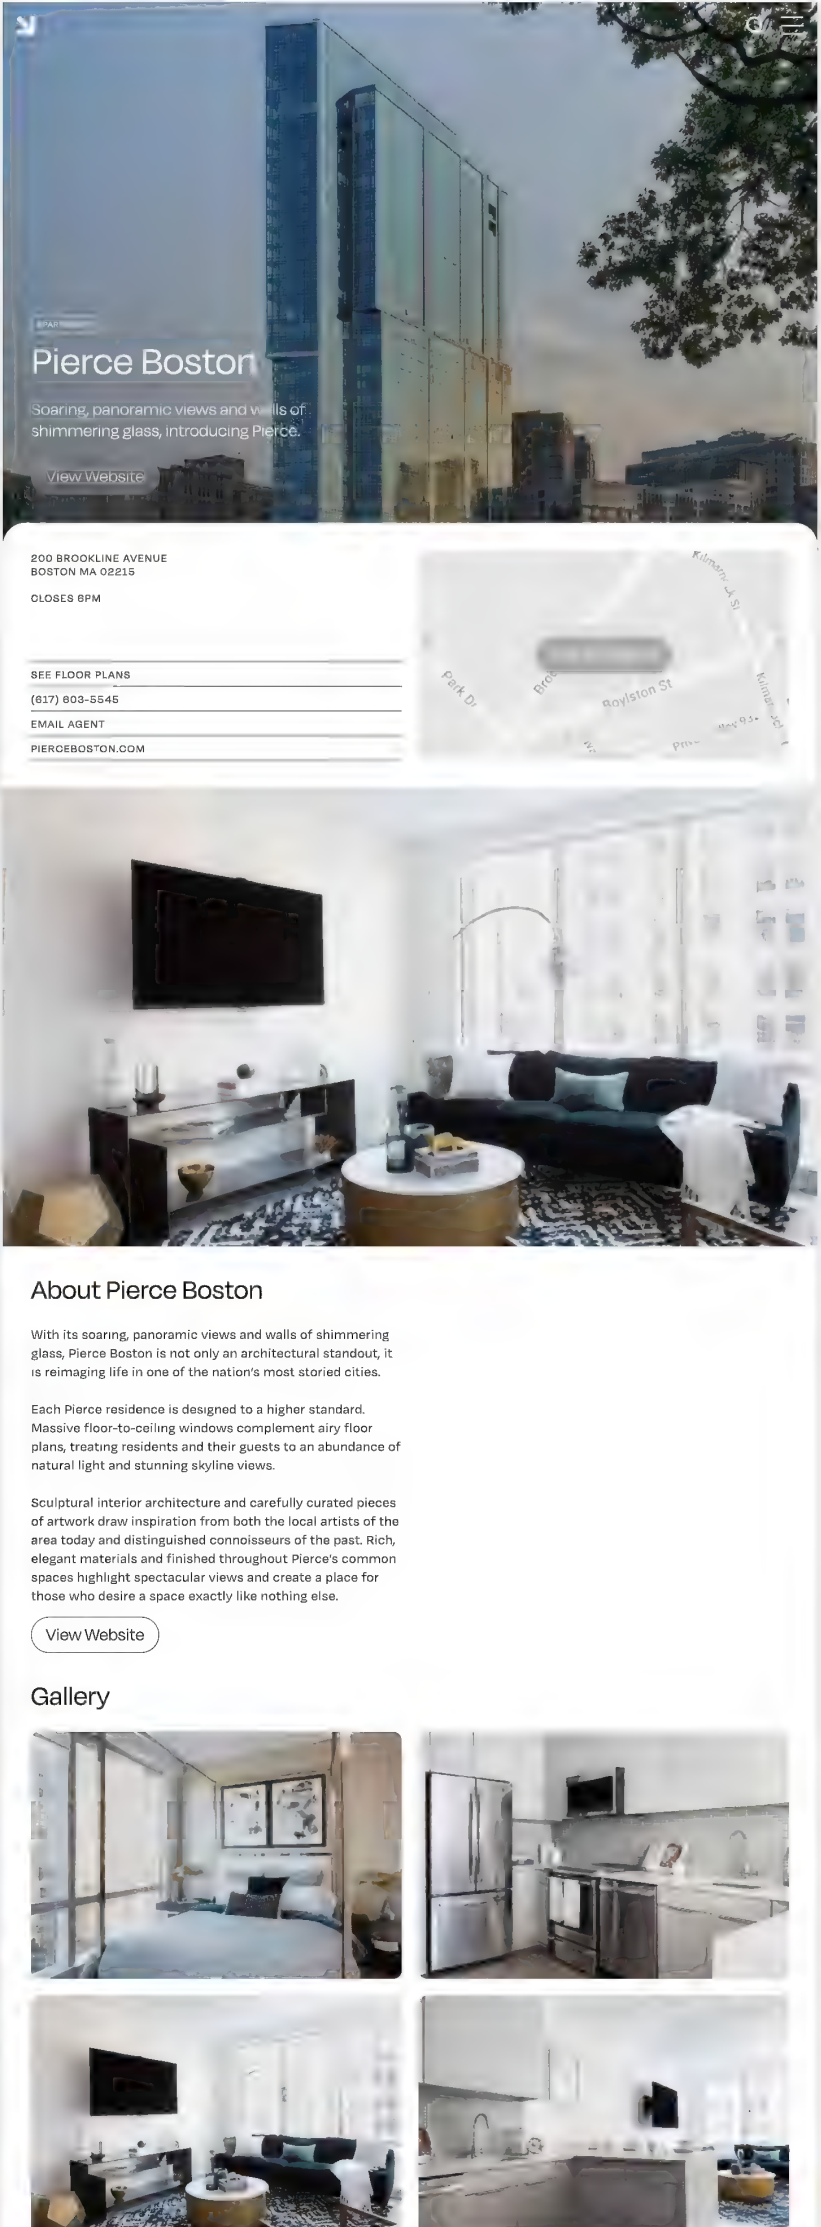 Pierce Boston
Soaring, panoramic views and walls of
shimmering glass, introducing Pierce.
View Website
200 BROOKLINE AVENUE
BOSTON MA 02215
CLOSES 6PM
SEE FLOOR PLANS
(617) 603-5545
EMAIL AGENT
PIERCEBOSTON.COM
Kilmarnock St
Park Dr
Boylston St
About Pierce Boston
With its soaring, panoramic views and walls of shimmering
glass, Pierce Boston is not only an architectural standout, it
is reimaging life in one of the nation's most storied cities.
Each Pierce residence is designed to a higher standard.
Massive floor-to-ceiling windows complement airy floor
plans, treating residents and their guests to an abundance of
natural light and stunning skyline views.
Sculptural interior architecture and carefully curated pieces
of artwork draw inspiration from both the local artists of the
area today and distinguished connoisseurs of the past. Rich,
elegant materials and finished throughout Pierce's common
spaces highlight spectacular views and create a place for
those who desire a space exactly like nothing else.
View Website
Gallery